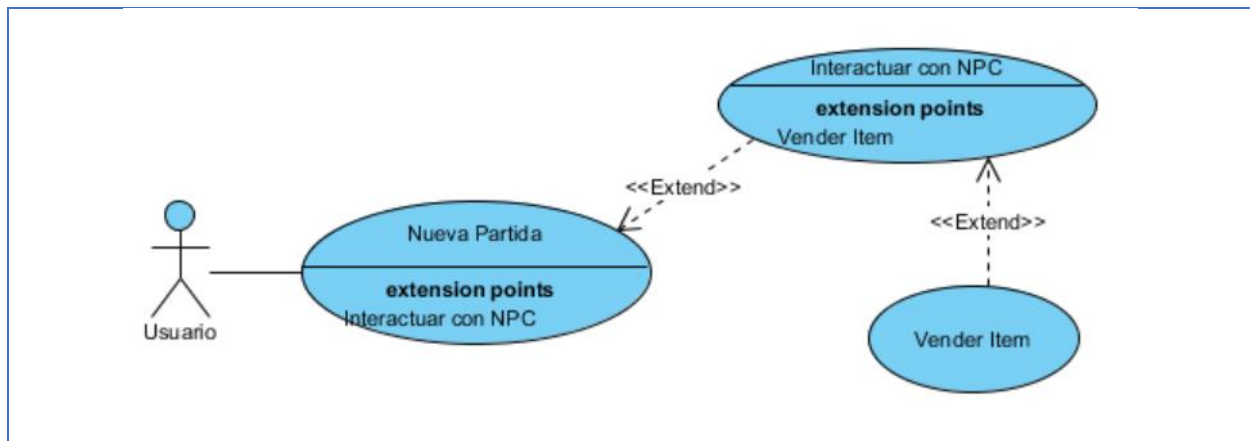 Interactuar con NPC
extension points
Vender Item
<<Extend>>
<<Extend>>
Nueva Partida
extension points
Interactuar con NPC
Usuario
Vender Item